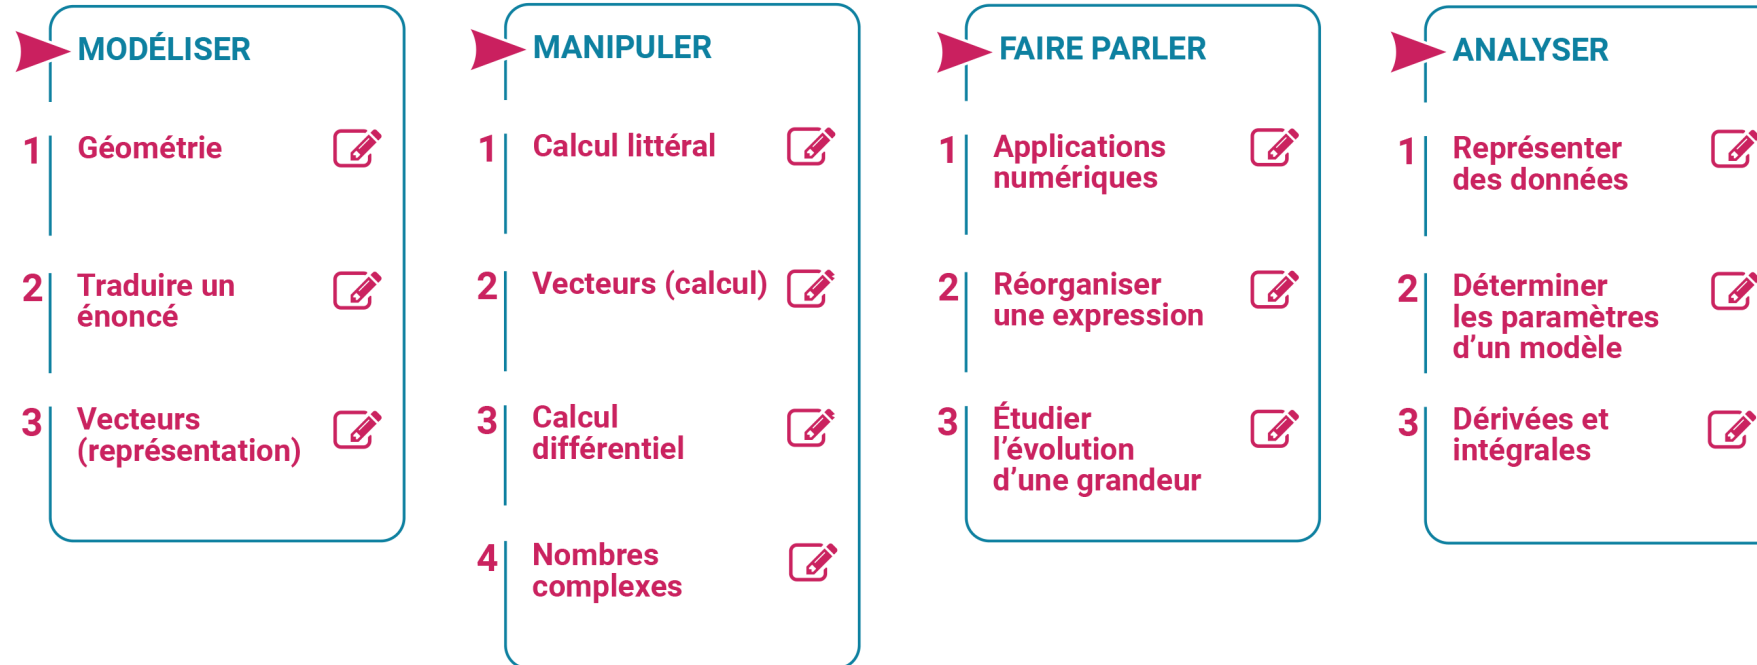 MODÉLISER
1 Géométrie
2 Traduire un
énoncé
3 Vecteurs
(représentation)
MANIPULER
1 Calcul littéral
2 Vecteurs (calcul)
3 Calcul
différentiel
4 Nombres
complexes
FAIRE PARLER
1 Applications
numériques
2 Réorganiser
une expression
3 Étudier
l’évolution
d’une grandeur
ANALYSER
1 Représenter
des données
2 Déterminer
les paramètres
d’un modèle
3 Dérivées et
intégrales